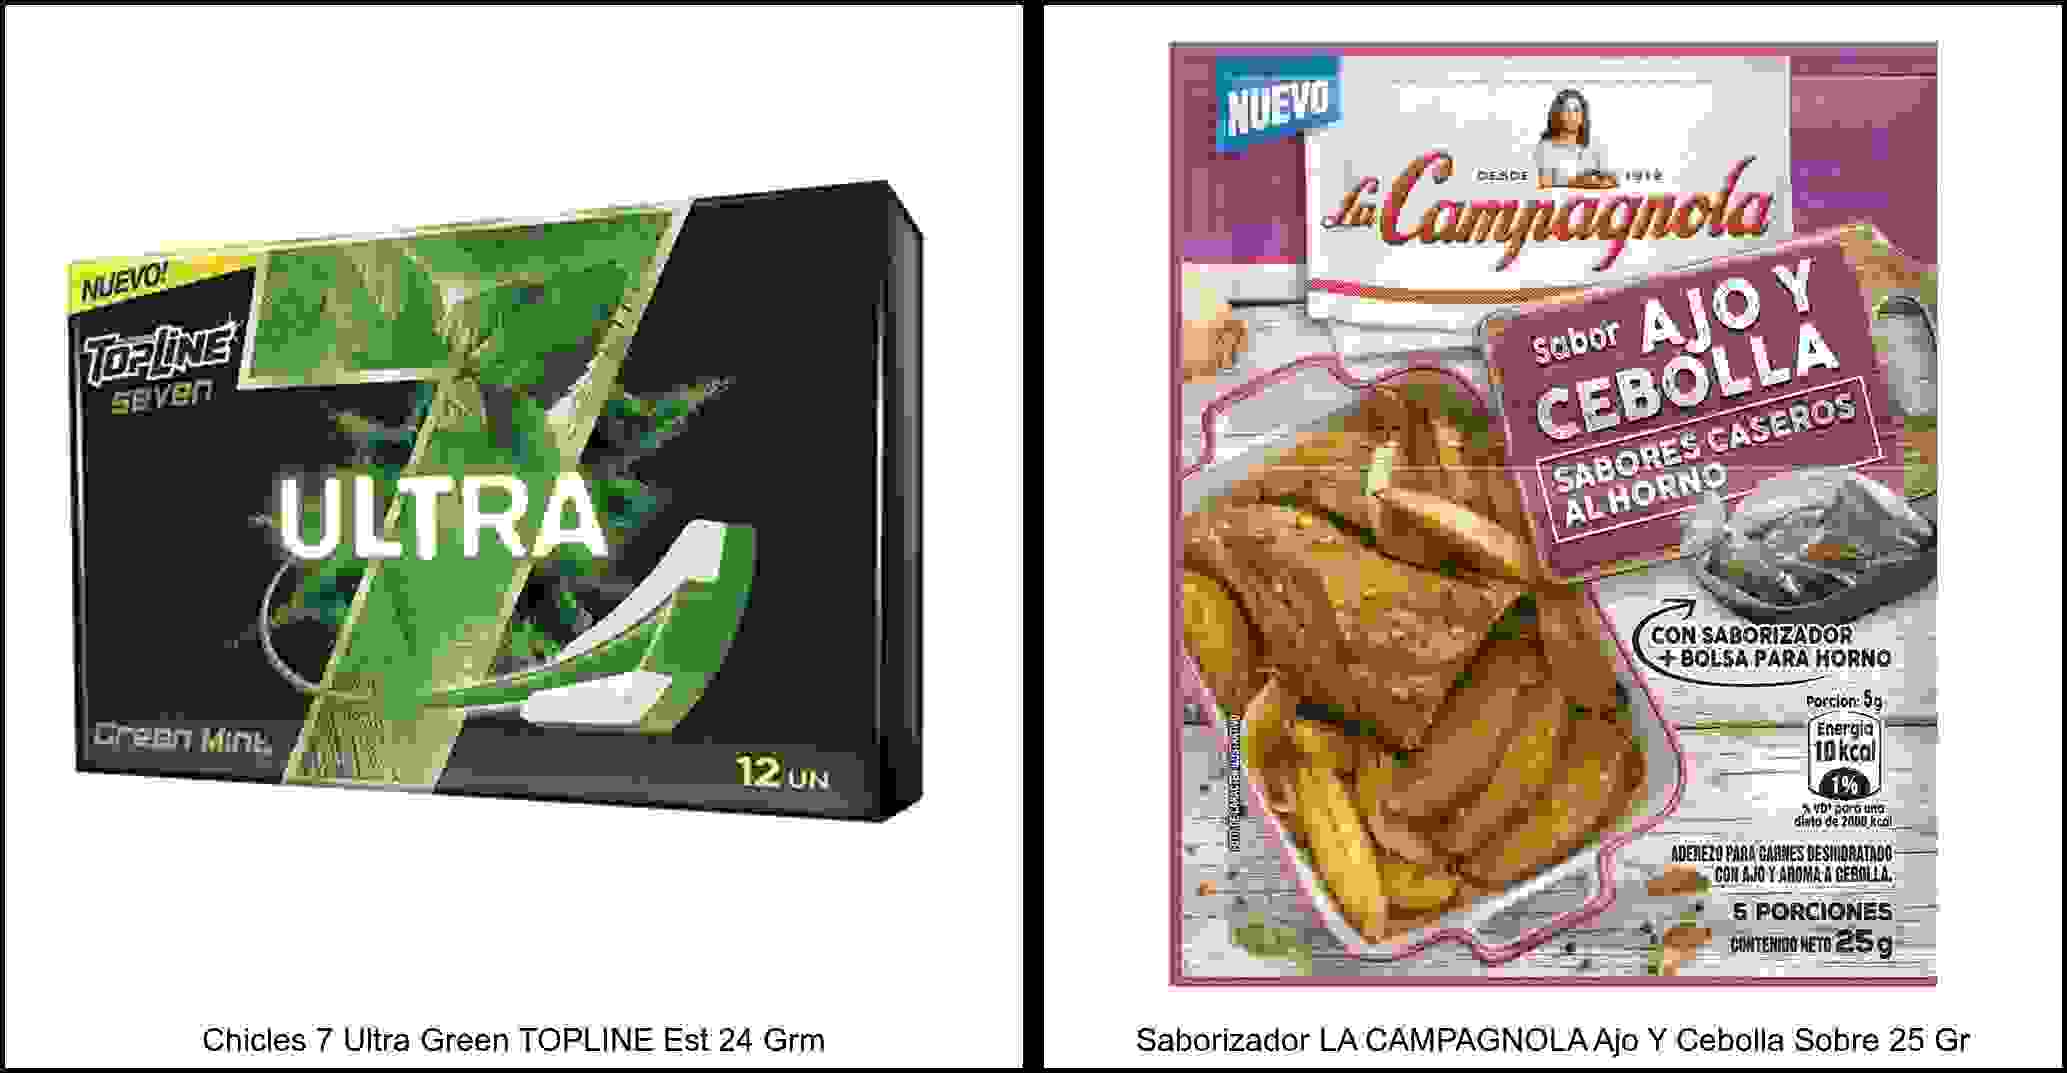 NUEVO!
TOPLINE
seven
ULTRA
Green Mint
12 UN
Chicles 7 Ultra Green TOPLINE Est 24 Grm
NUEVO
DESDE 1912
La Campagnola
Sabor AJO Y
CEBOLLA
SABORES CASEROS
AL HORNO
CON SABORIZADOR
+ BOLSA PARA HORNO
Porción: 5g
Energía
10 kcal
1%
% VD* para una
dieta de 2000 kcal
ADEREZO PARA CARNES DESHIDRATADO
CON AJO Y AROMA A CEBOLLA.
5 PORCIONES
CONTENIDO NETO 25g
Saborizador LA CAMPAGNOLA Ajo Y Cebolla Sobre 25 Gr